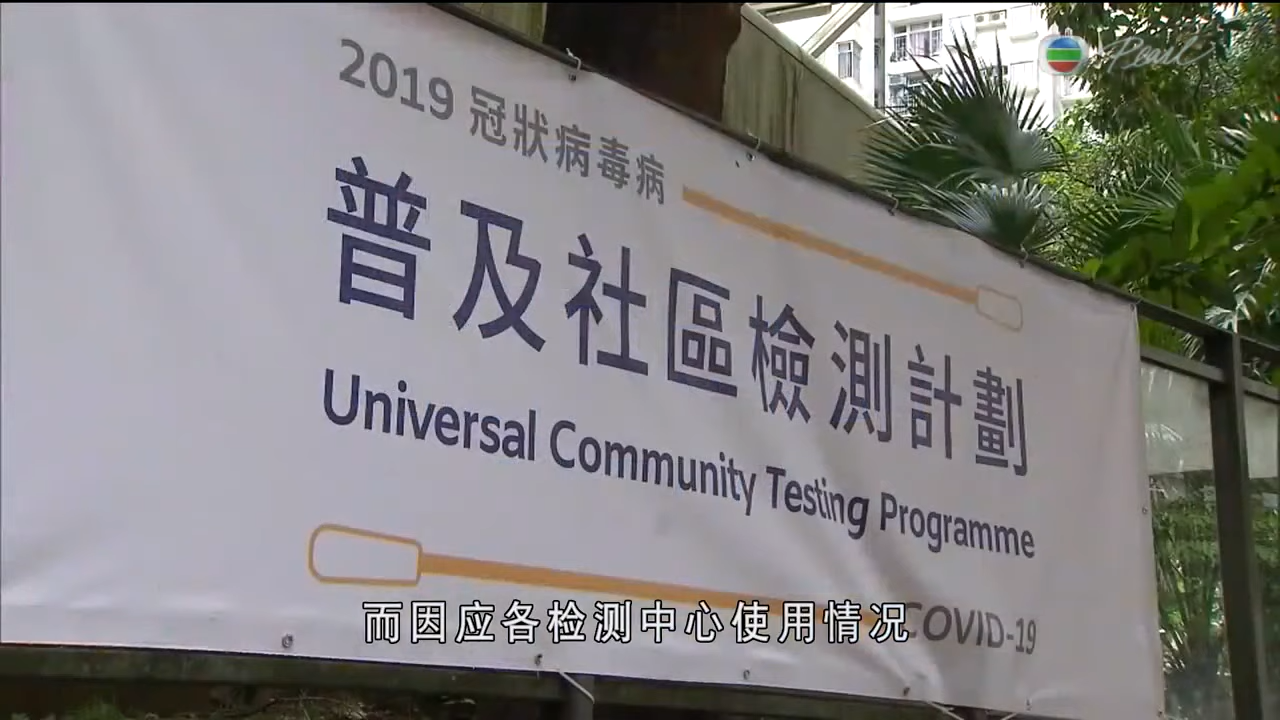 Pearl
2019 冠狀病毒病
普及社區檢測計劃
Universal Community Testing Programme
COVID-19
而因应各检测中心使用情况